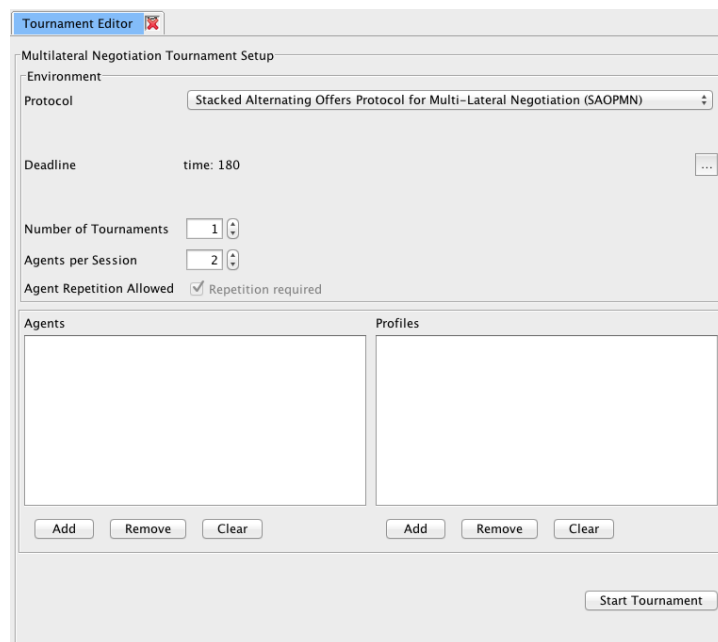 Tournament Editor
Multilateral Negotiation Tournament Setup
Environment
Protocol Stacked Alternating Offers Protocol for Multi-Lateral Negotiation (SAOPMN)
Deadline time: 180 ...
Number of Tournaments 1
Agents per Session 2
Agent Repetition Allowed Repetition required
Agents Profiles
Add Remove Clear Add Remove Clear
Start Tournament